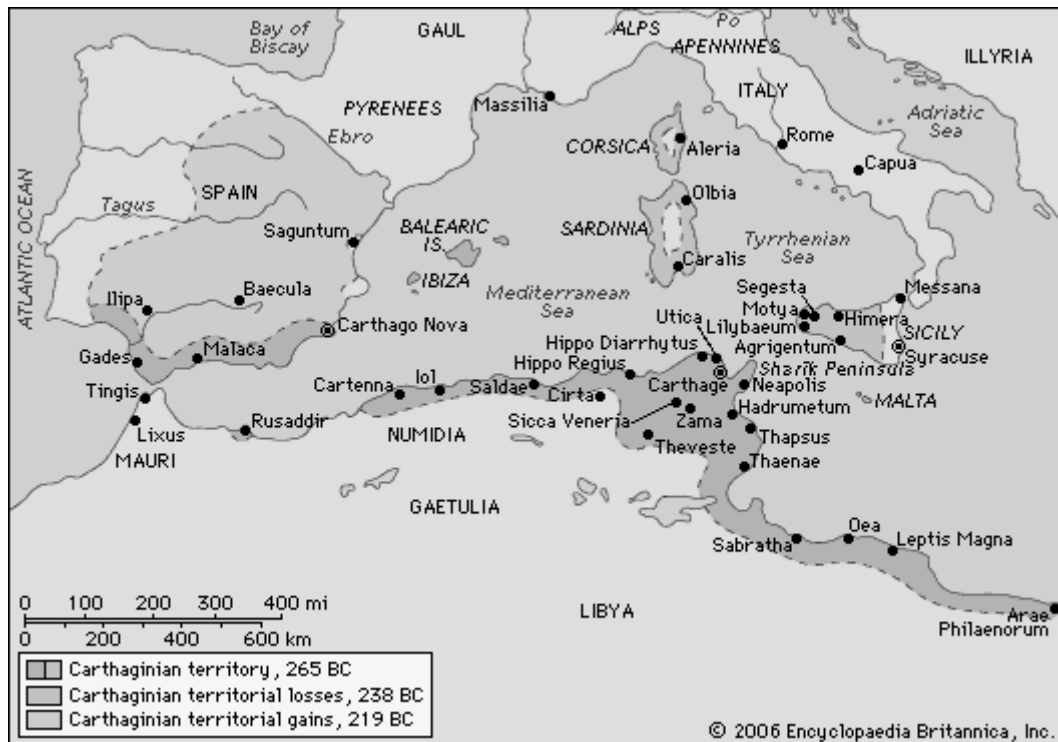 Bay of
Biscay
GAUL
ALPS
Po
APENNINES
ILLYRIA
ITALY
PYRENEES
Massilia
Ebro
Adriatic
Sea
CORSICA
Aleria
Rome
Capua
ATLANTIC OCEAN
SPAIN
Tagus
Olbia
Saguntum
BALEARIC
IS.
SARDINIA
Tyrrhenian
Sea
IBIZA
Caralis
Ilipa
Baecula
Mediterranean
Sea
Segesta
Messana
Motya
Utica
Lilybaeum
Himera
SICILY
Carthago Nova
Hippo Diarrhytus
Agrigentum
Syracuse
Gades
Malaca
Hippo Regius
Sharik Peninsula
Tingis
Cartenna
Iol
Saldae
Cirta
Carthage
Neapolis
MALTA
Lixus
Rusaddir
Sicca Veneria
Zama
Hadrumetum
NUMIDIA
Thapsus
MAURI
Theveste
Thaenae
GAETULIA
Sabratha
Oea
Leptis Magna
LIBYA
Arae
Philaenorum
0 100 200 300 400 mi
0 200 400 600 km
Carthaginian territory, 265 BC
Carthaginian territorial losses, 238 BC
Carthaginian territorial gains, 219 BC
© 2006 Encyclopaedia Britannica, Inc.